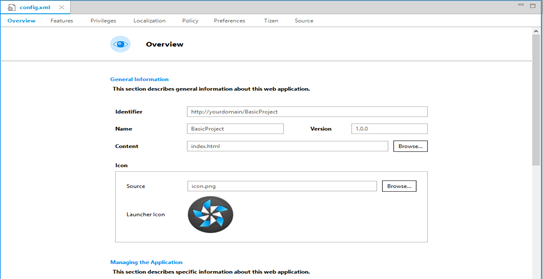 config.xml
Overview Features Privileges Localization Policy Preferences Tizen Source
Overview
General Information
This section describes general information about this web application.
Identifier http://yourdomain/BasicProject
Name BasicProject Version 1.0.0
Content index.html Browse...
Icon
Source icon.png Browse...
Launcher Icon
Managing the Application
This section describes specific information about this web application.